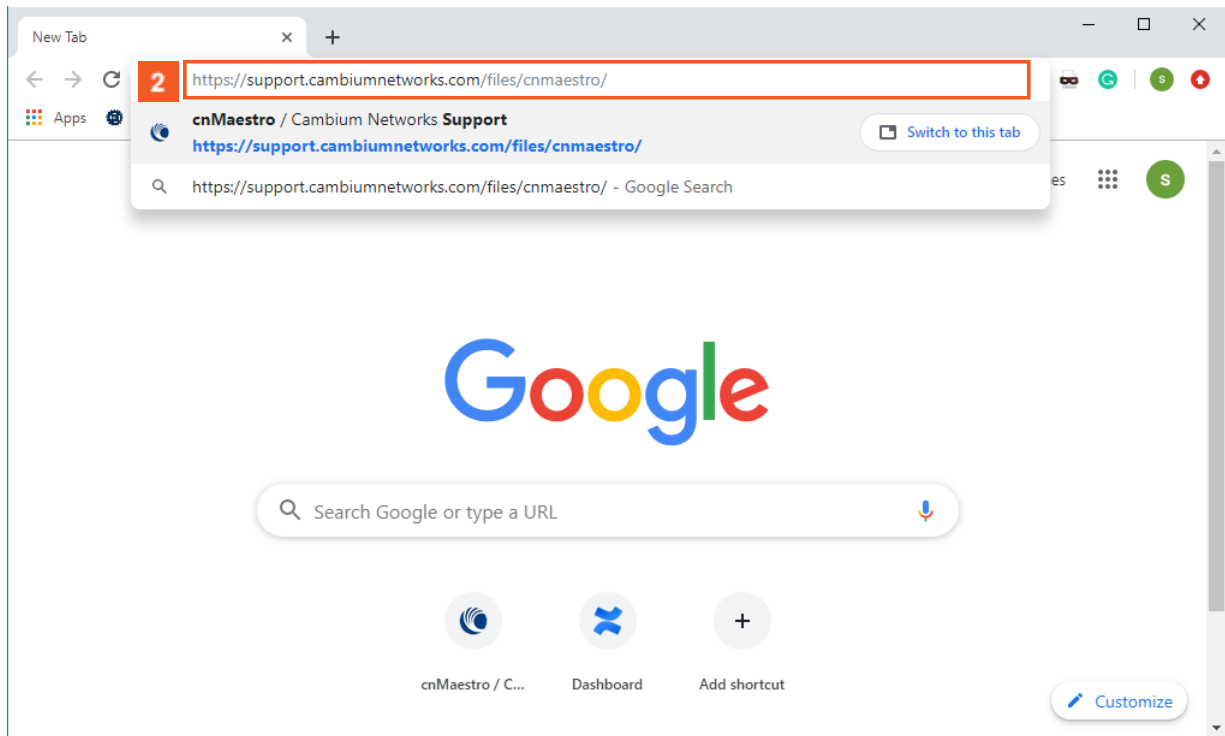 New Tab
2
https://support.cambiumnetworks.com/files/cnmaestro/
G
s
Apps
cnMaestro / Cambium Networks Support
https://support.cambiumnetworks.com/files/cnmaestro/
Switch to this tab
https://support.cambiumnetworks.com/files/cnmaestro/ - Google Search
es
S
Google
Search Google or type a URL
cnMaestro / C...
Dashboard
Add shortcut
Customize